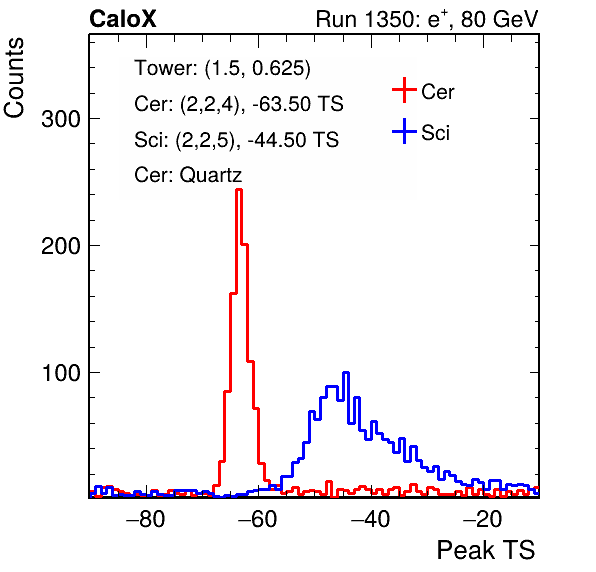 CaloX Run 1350: e⁺, 80 GeV
Counts
Tower: (1.5, 0.625)
Cer: (2,2,4), -63.50 TS
Sci: (2,2,5), -44.50 TS
Cer: Quartz
Cer
Sci
300
200
100
−80 −60 −40 −20
Peak TS